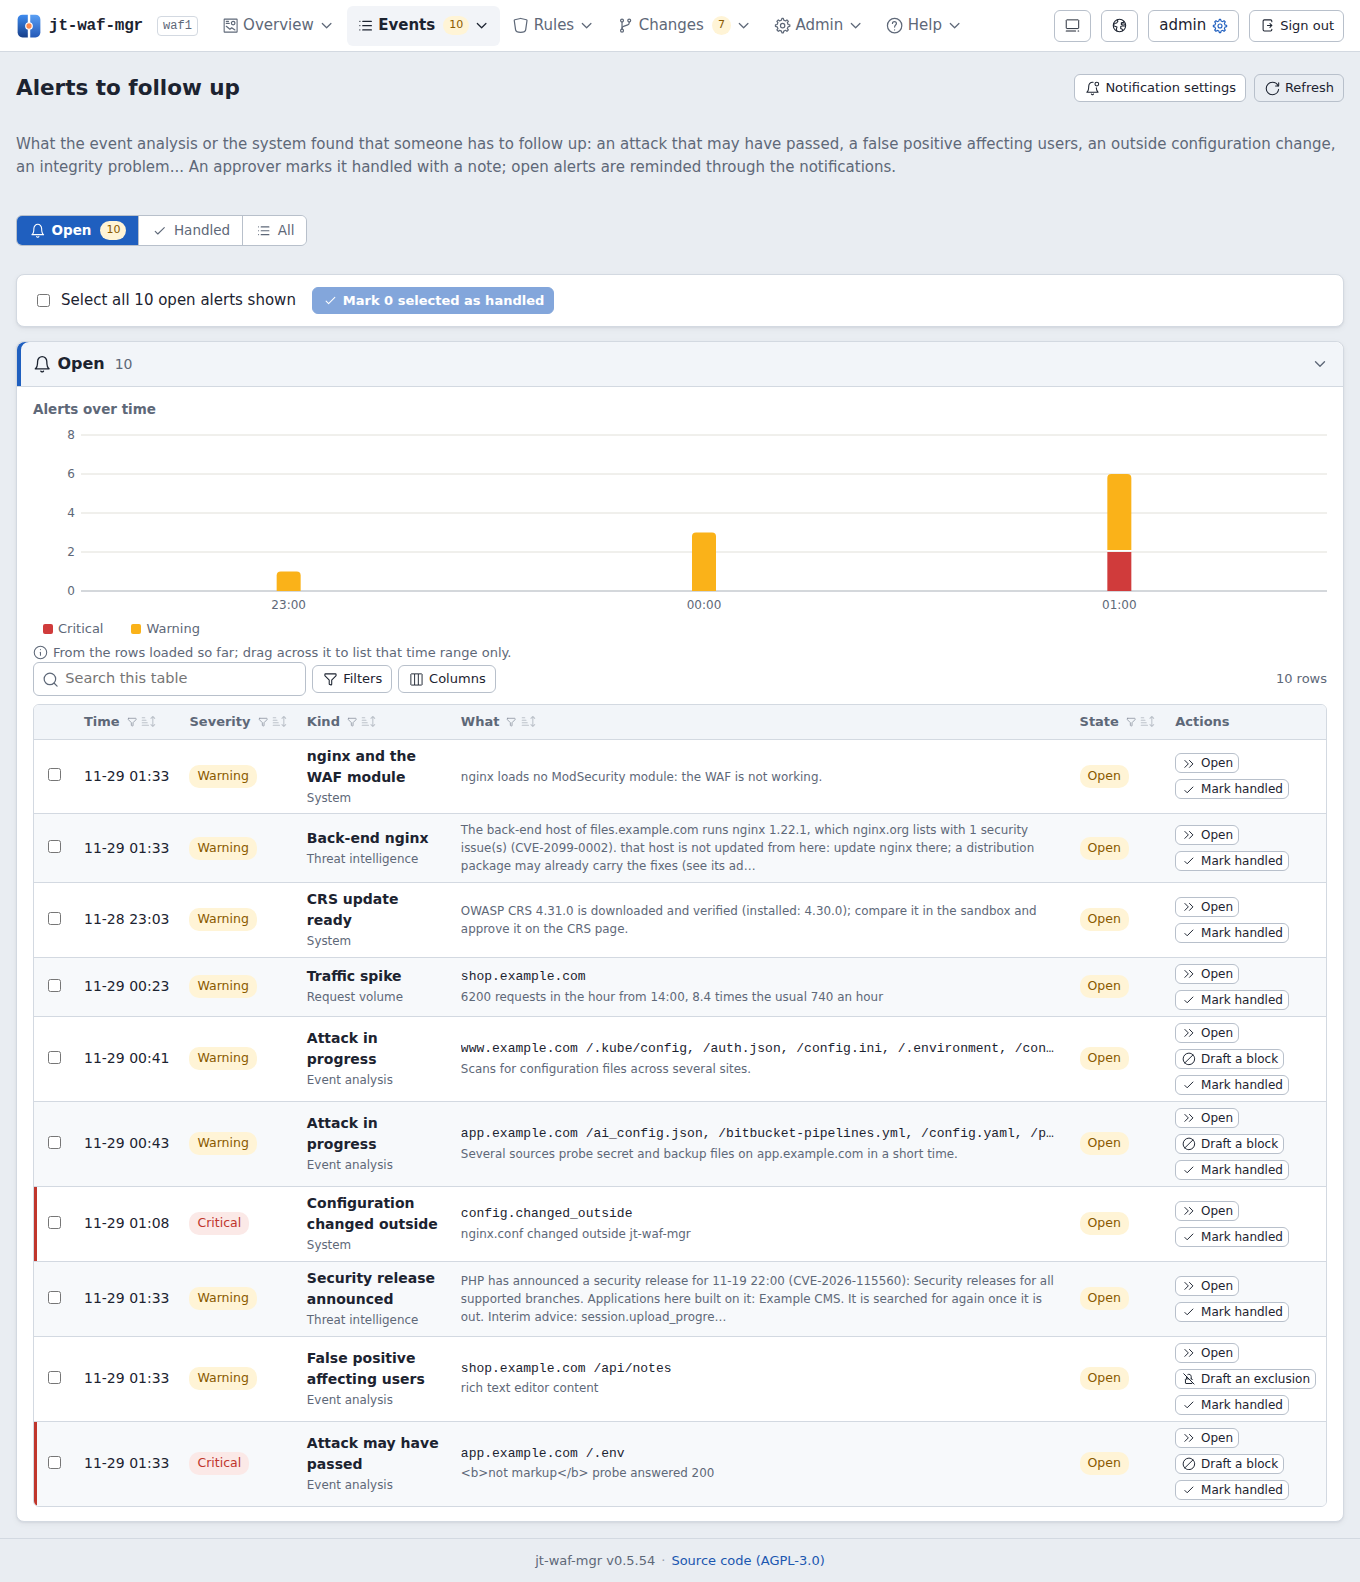 jt-waf-mgr waf1 Overview Events 10 Rules Changes 7 Admin Help admin Sign out
Alerts to follow up
Notification settings Refresh
What the event analysis or the system found that someone has to follow up: an attack that may have passed, a false positive affecting users, an outside configuration change,
an integrity problem... An approver marks it handled with a note; open alerts are reminded through the notifications.
Open 10 Handled All
Select all 10 open alerts shown Mark 0 selected as handled
Open 10
Alerts over time
8
6
4
2
0
23:00 00:00 01:00
Critical Warning
From the rows loaded so far; drag across it to list that time range only.
Search this table Filters Columns 10 rows
Time Severity Kind What State Actions
11-29 01:33 Warning nginx and the WAF module System nginx loads no ModSecurity module: the WAF is not working. Open Open Mark handled
11-29 01:33 Warning Back-end nginx Threat intelligence
The back-end host of files.example.com runs nginx 1.22.1, which nginx.org lists with 1 security
issue(s) (CVE-2099-0002). that host is not updated from here: update nginx there; a distribution
package may already carry the fixes (see its ad…
Open Open Mark handled
11-28 23:03 Warning CRS update ready System
OWASP CRS 4.31.0 is downloaded and verified (installed: 4.30.0); compare it in the sandbox and
approve it on the CRS page.
Open Open Mark handled
11-29 00:23 Warning Traffic spike Request volume
shop.example.com
6200 requests in the hour from 14:00, 8.4 times the usual 740 an hour
Open Open Mark handled
11-29 00:41 Warning Attack in progress Event analysis
www.example.com /.kube/config, /auth.json, /config.ini, /.environment, /con…
Scans for configuration files across several sites.
Open Open Draft a block Mark handled
11-29 00:43 Warning Attack in progress Event analysis
app.example.com /ai_config.json, /bitbucket-pipelines.yml, /config.yaml, /p…
Several sources probe secret and backup files on app.example.com in a short time.
Open Open Draft a block Mark handled
11-29 01:08 Critical Configuration changed outside System
config.changed_outside
nginx.conf changed outside jt-waf-mgr
Open Open Mark handled
11-29 01:33 Warning Security release announced Threat intelligence
PHP has announced a security release for 11-19 22:00 (CVE-2026-115560): Security releases for all
supported branches. Applications here built on it: Example CMS. It is searched for again once it is
out. Interim advice: session.upload_progre…
Open Open Mark handled
11-29 01:33 Warning False positive affecting users Event analysis
shop.example.com /api/notes
rich text editor content
Open Open Draft an exclusion Mark handled
11-29 01:33 Critical Attack may have passed Event analysis
app.example.com /.env
<b>not markup</b> probe answered 200
Open Open Draft a block Mark handled
jt-waf-mgr v0.5.54 · Source code (AGPL-3.0)